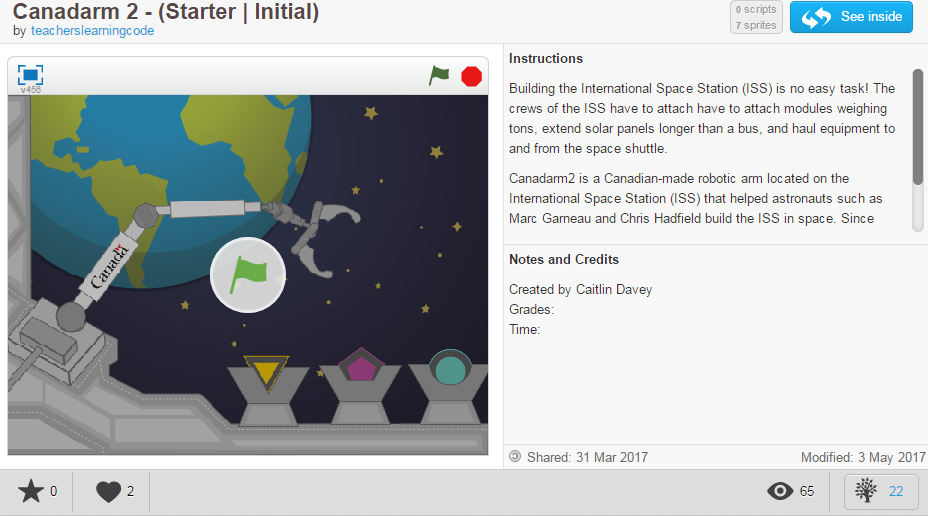 Canadarm 2 - (Starter | Initial)
by teacherslearningcode
0 scripts
7 sprites
See inside
v456
Canada
Instructions
Building the International Space Station (ISS) is no easy task! The
crews of the ISS have to attach have to attach modules weighing
tons, extend solar panels longer than a bus, and haul equipment to
and from the space shuttle.
Canadarm2 is a Canadian-made robotic arm located on the
International Space Station (ISS) that helped astronauts such as
Marc Garneau and Chris Hadfield build the ISS in space. Since
Notes and Credits
Created by Caitlin Davey
Grades:
Time:
Shared: 31 Mar 2017 Modified: 3 May 2017
0 2 65 22